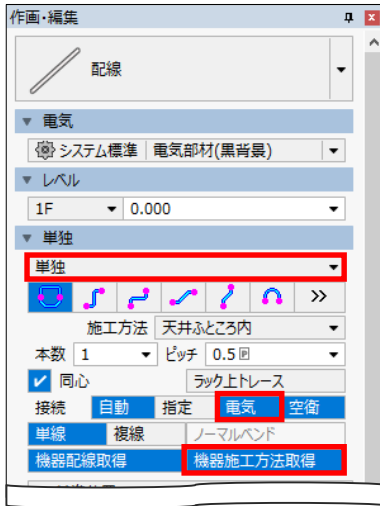 作画・編集
配線
電気
システム標準 電気部材(黒背景)
レベル
1F 0.000
単独
単独
施工方法 天井ふところ内
本数 1 ピッチ 0.5 P
同心 ラック上トレース
接続 自動 指定 電気 空衛
単線 複線 ノーマルベンド
機器配線取得 機器施工方法取得